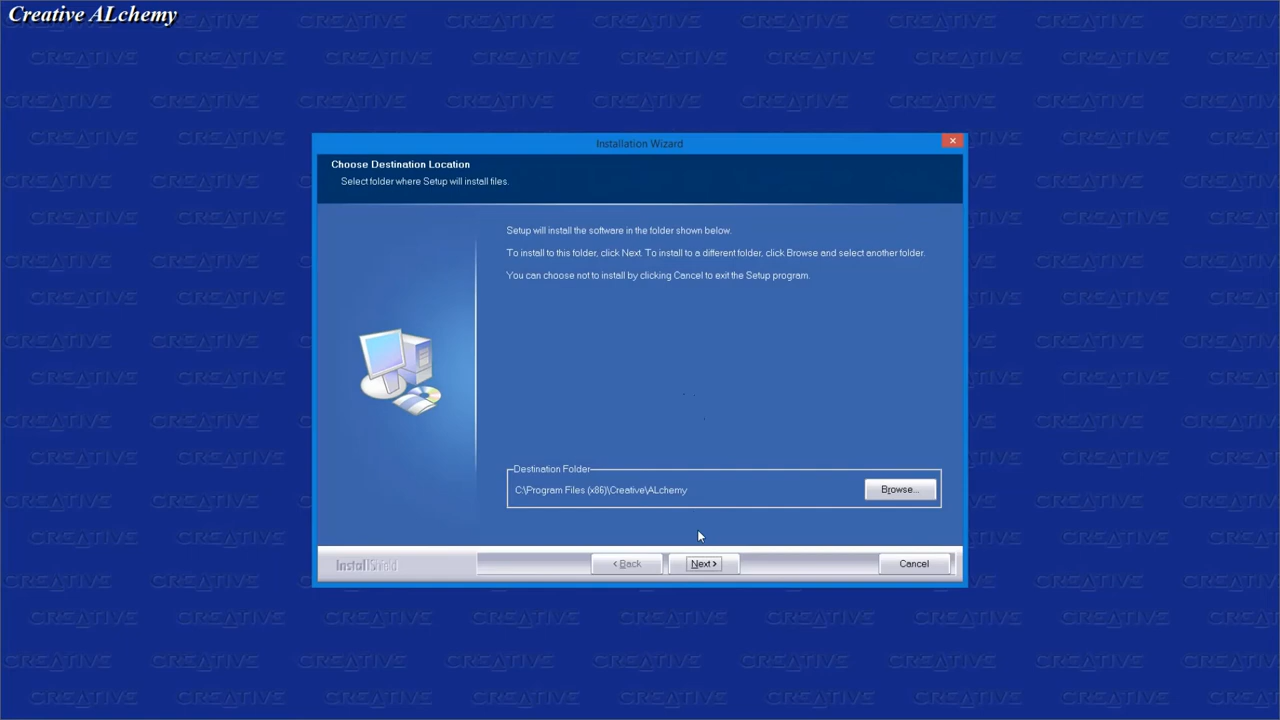 Creative ALchemy
Installation Wizard
Choose Destination Location
Select folder where Setup will install files.
Setup will install the software in the folder shown below.
To install to this folder, click Next. To install to a different folder, click Browse and select another folder.
You can choose not to install by clicking Cancel to exit the Setup program.
Destination Folder
C:\Program Files (x86)\Creative\ALchemy
Browse...
InstallShield
< Back
Next >
Cancel